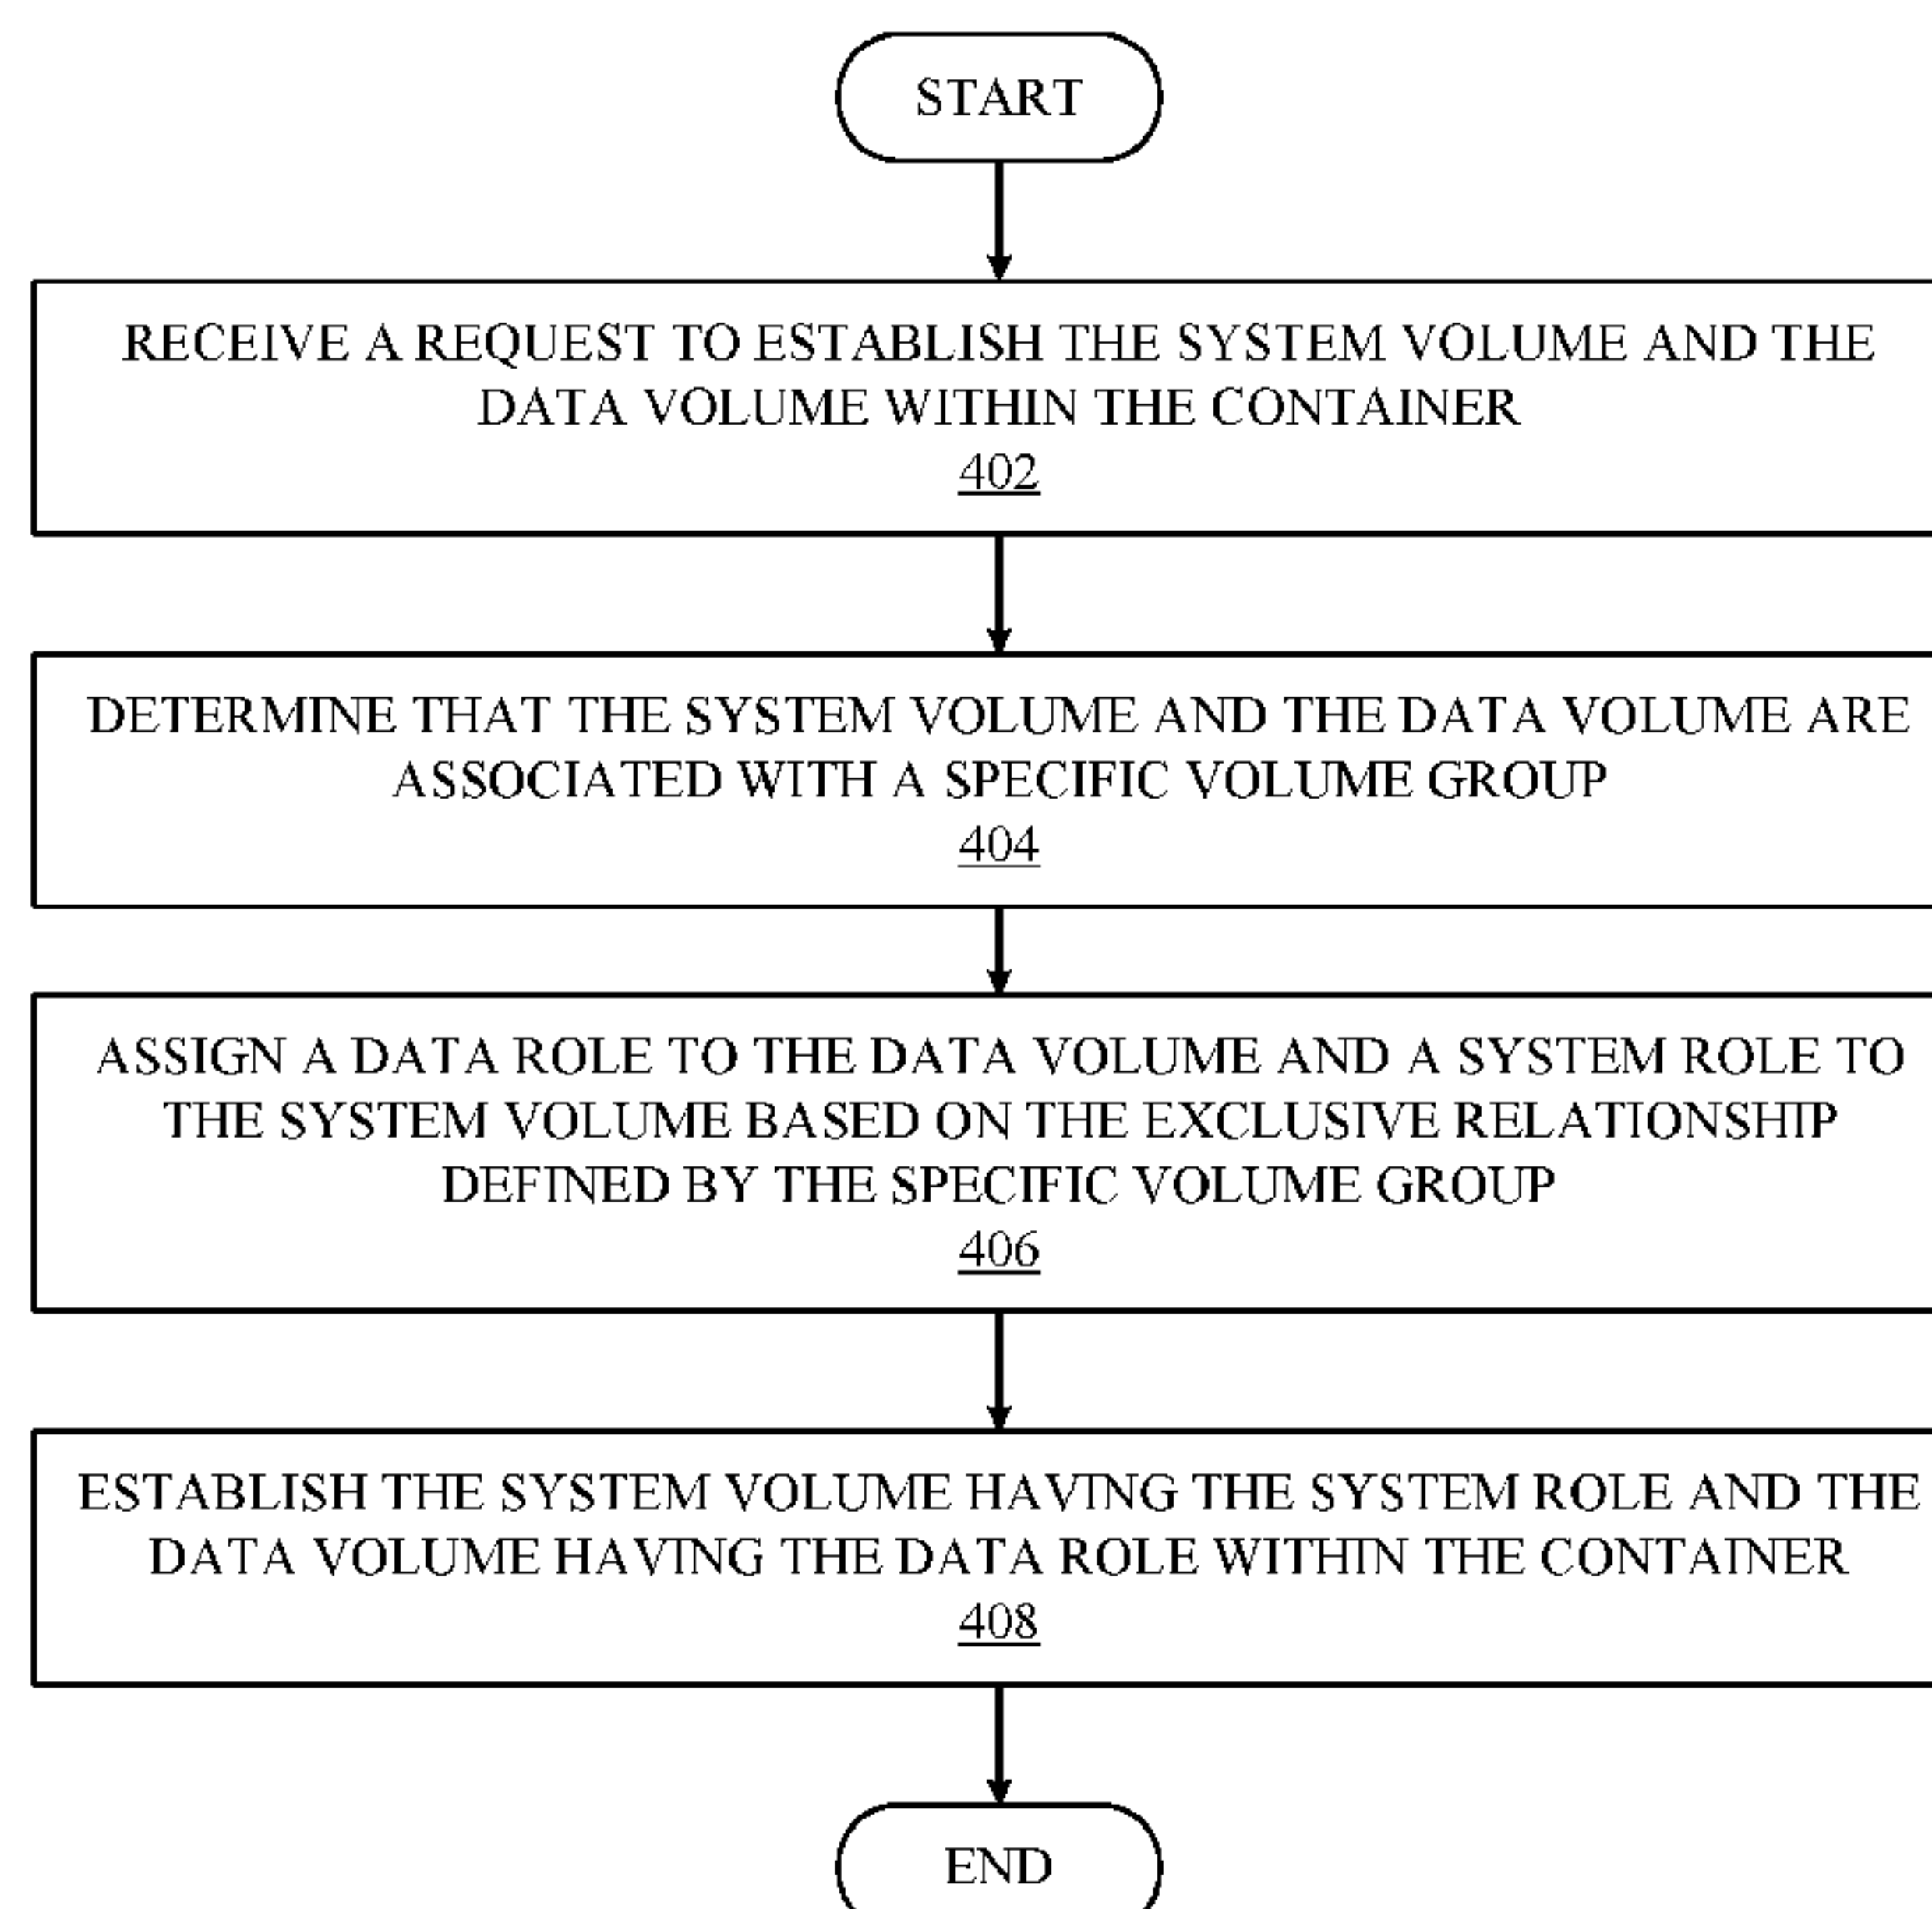 START
RECEIVE A REQUEST TO ESTABLISH THE SYSTEM VOLUME AND THE
DATA VOLUME WITHIN THE CONTAINER
402
DETERMINE THAT THE SYSTEM VOLUME AND THE DATA VOLUME ARE
ASSOCIATED WITH A SPECIFIC VOLUME GROUP
404
ASSIGN A DATA ROLE TO THE DATA VOLUME AND A SYSTEM ROLE TO
THE SYSTEM VOLUME BASED ON THE EXCLUSIVE RELATIONSHIP
DEFINED BY THE SPECIFIC VOLUME GROUP
406
ESTABLISH THE SYSTEM VOLUME HAVING THE SYSTEM ROLE AND THE
DATA VOLUME HAVING THE DATA ROLE WITHIN THE CONTAINER
408
END